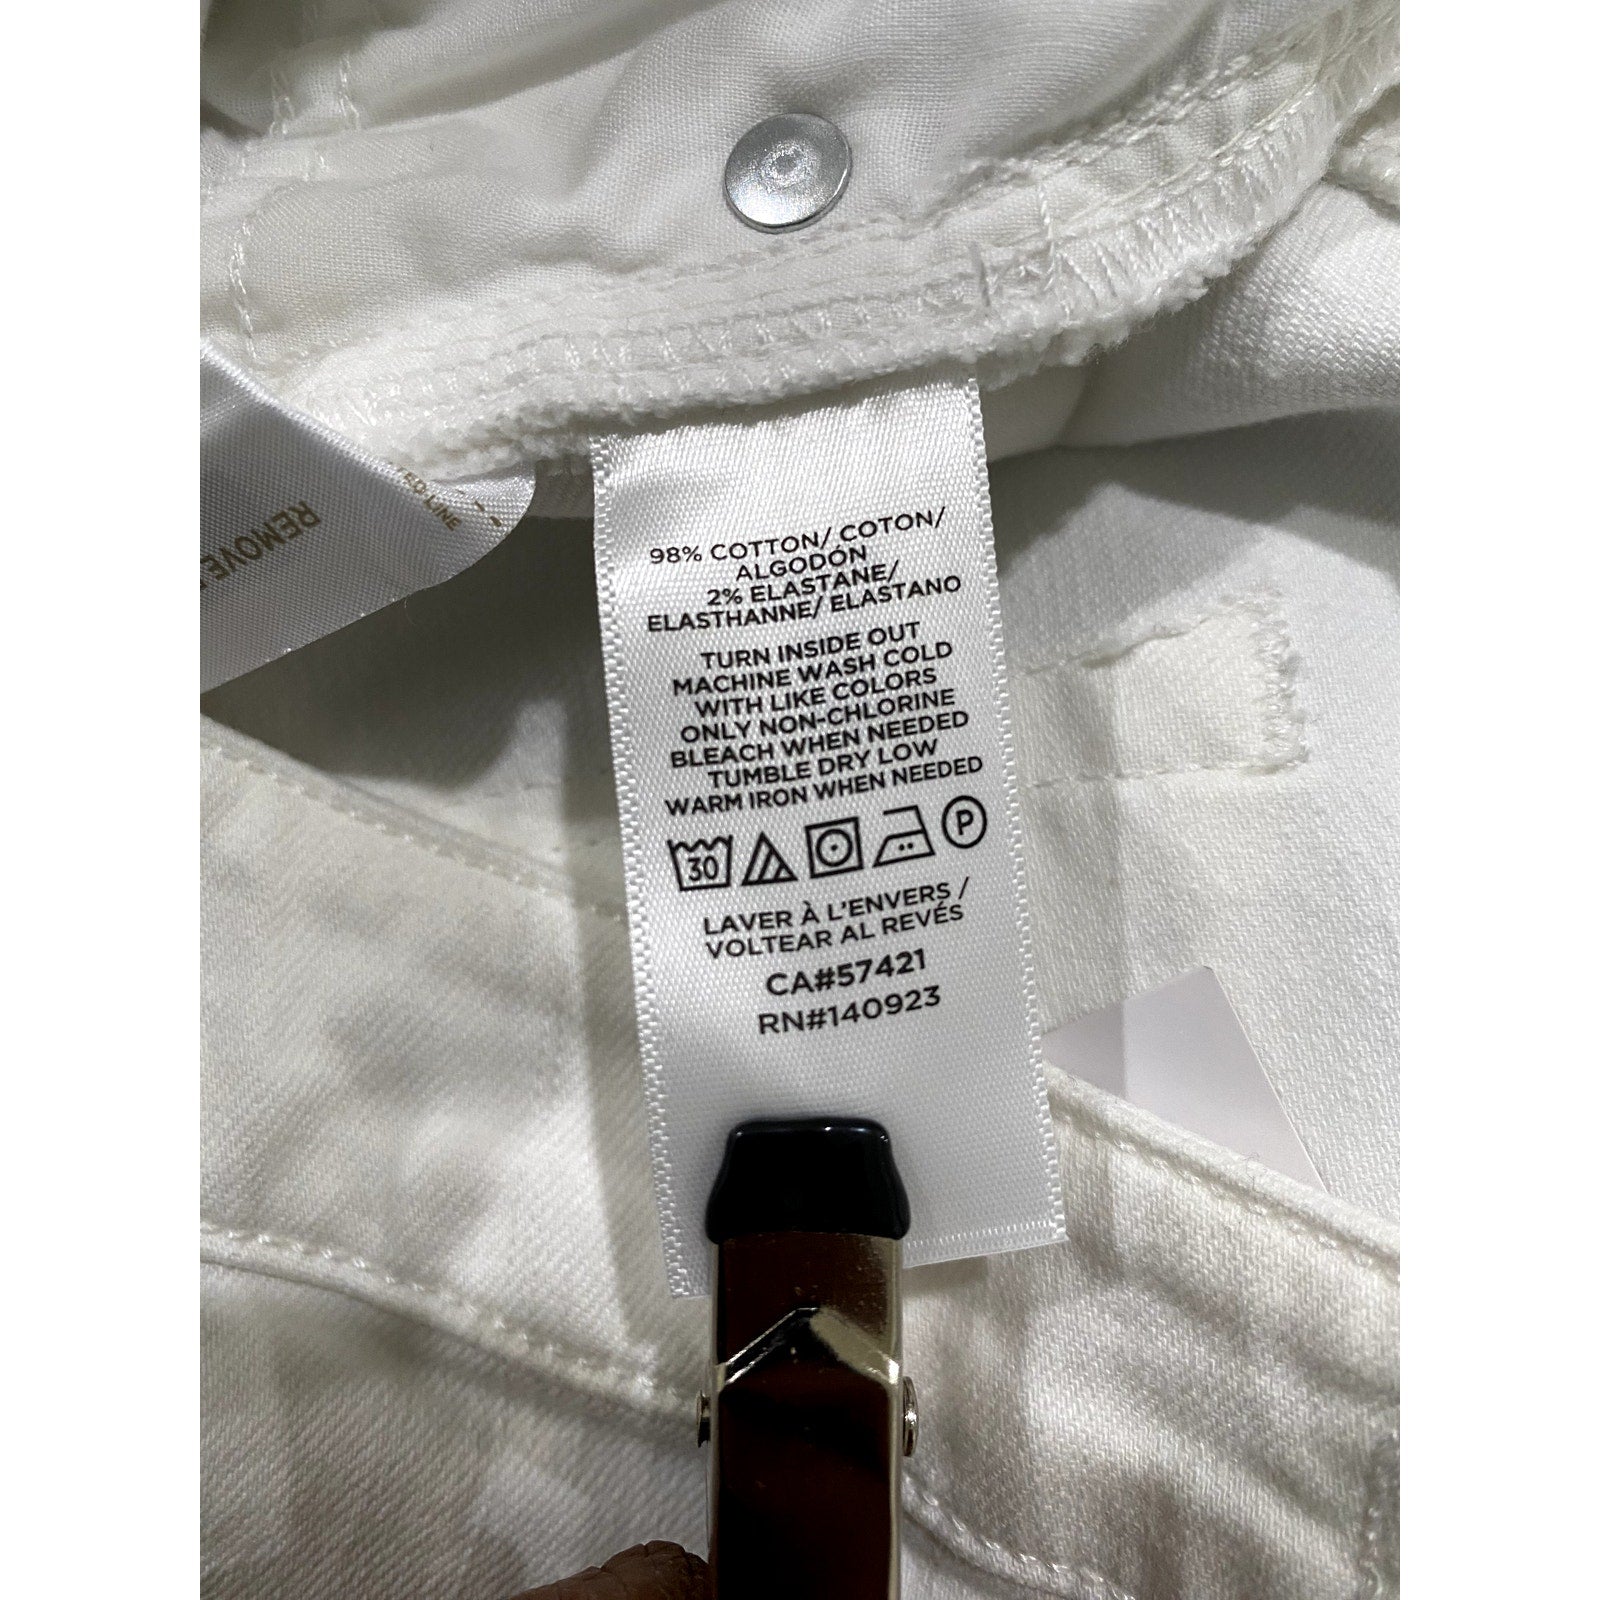 98% COTTON/ COTON/
ALGODÓN
2% ELASTANE/
ELASTHANNE/ ELASTANO
TURN INSIDE OUT
MACHINE WASH COLD
WITH LIKE COLORS
ONLY NON-CHLORINE
BLEACH WHEN NEEDED
TUMBLE DRY LOW
WARM IRON WHEN NEEDED
30 P
LAVER À L'ENVERS /
VOLTEAR AL REVÉS
CA#57421
RN#140923
REMOVE
LINE